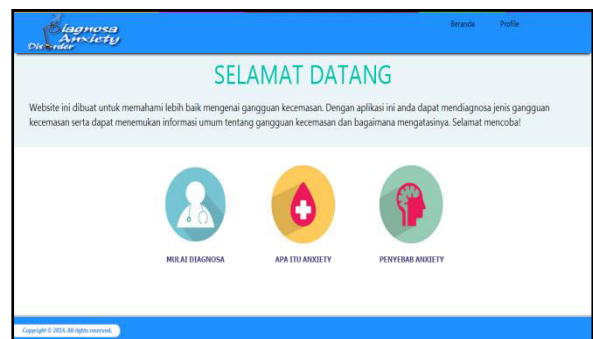 Diagnosa
Anxiety
Disorder
Beranda Profile
SELAMAT DATANG
Website ini dibuat untuk memahami lebih baik mengenai gangguan kecemasan. Dengan aplikasi ini anda dapat mendiagnosa jenis gangguan
kecemasan serta dapat menemukan informasi umum tentang gangguan kecemasan dan bagaimana mengatasinya. Selamat mencoba!
MULAI DIAGNOSA APA ITU ANXIETY PENYEBAB ANXIETY
Copyright © 2014. All rights reserved.